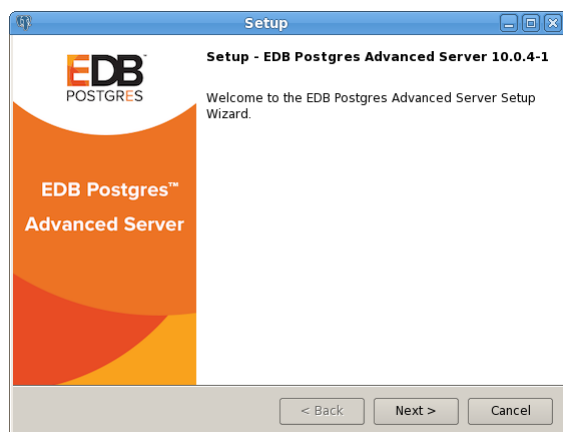 Setup
EDB
POSTGRES
EDB Postgres™
Advanced Server
Setup - EDB Postgres Advanced Server 10.0.4-1
Welcome to the EDB Postgres Advanced Server Setup
Wizard.
< Back
Next >
Cancel